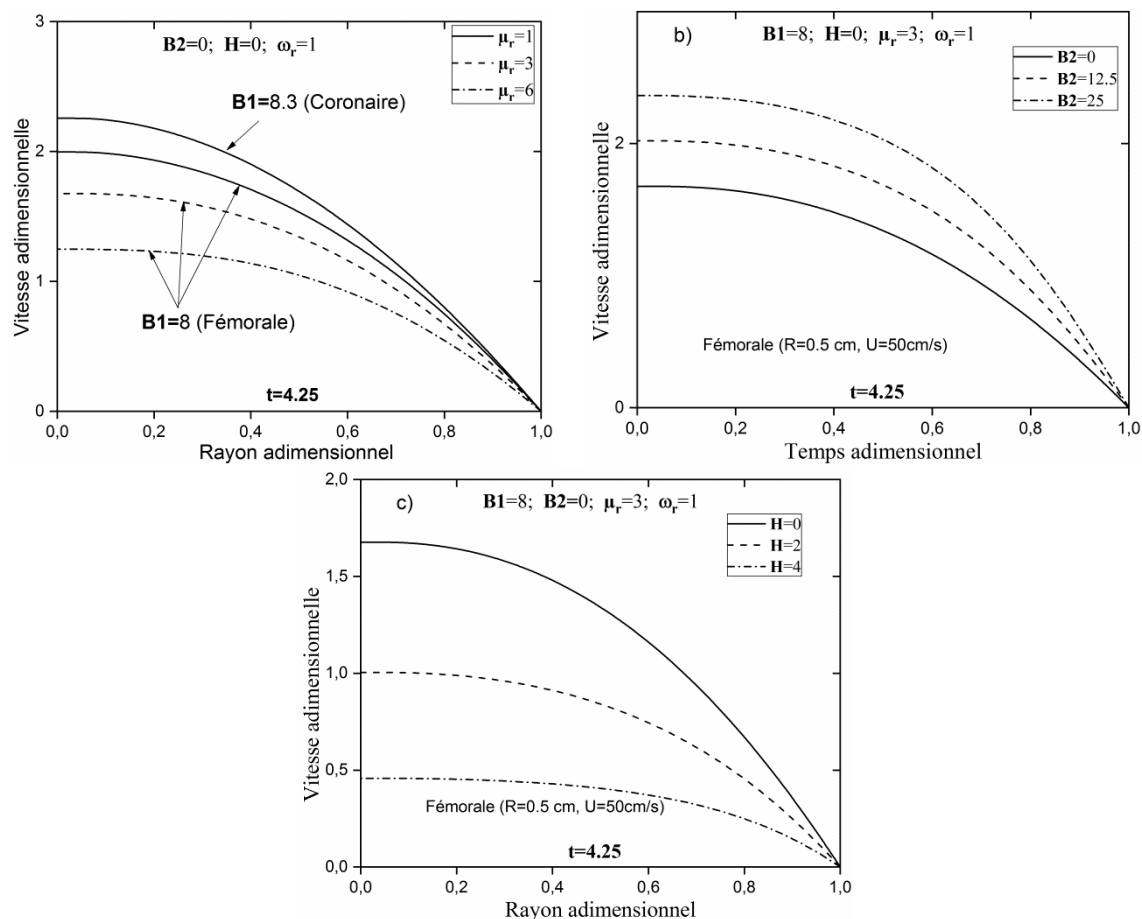 B2=0; H=0; ωr=1
μr=1
μr=3
μr=6
B1=8.3 (Coronaire)
B1=8 (Fémorale)
t=4.25
Vitesse adimensionnelle
3
2
1
0
0,0 0,2 0,4 0,6 0,8 1,0
Rayon adimensionnel
b)
B1=8; H=0; μr=3; ωr=1
B2=0
B2=12.5
B2=25
Vitesse adimensionnelle
2
0
Fémorale (R=0.5 cm, U=50cm/s)
t=4.25
0,0 0,2 0,4 0,6 0,8 1,0
Temps adimensionnel
c)
B1=8; B2=0; μr=3; ωr=1
H=0
H=2
H=4
Vitesse adimensionnelle
2,0
1,5
1,0
0,5
0,0
Fémorale (R=0.5 cm, U=50cm/s)
t=4.25
0,0 0,2 0,4 0,6 0,8 1,0
Rayon adimensionnel